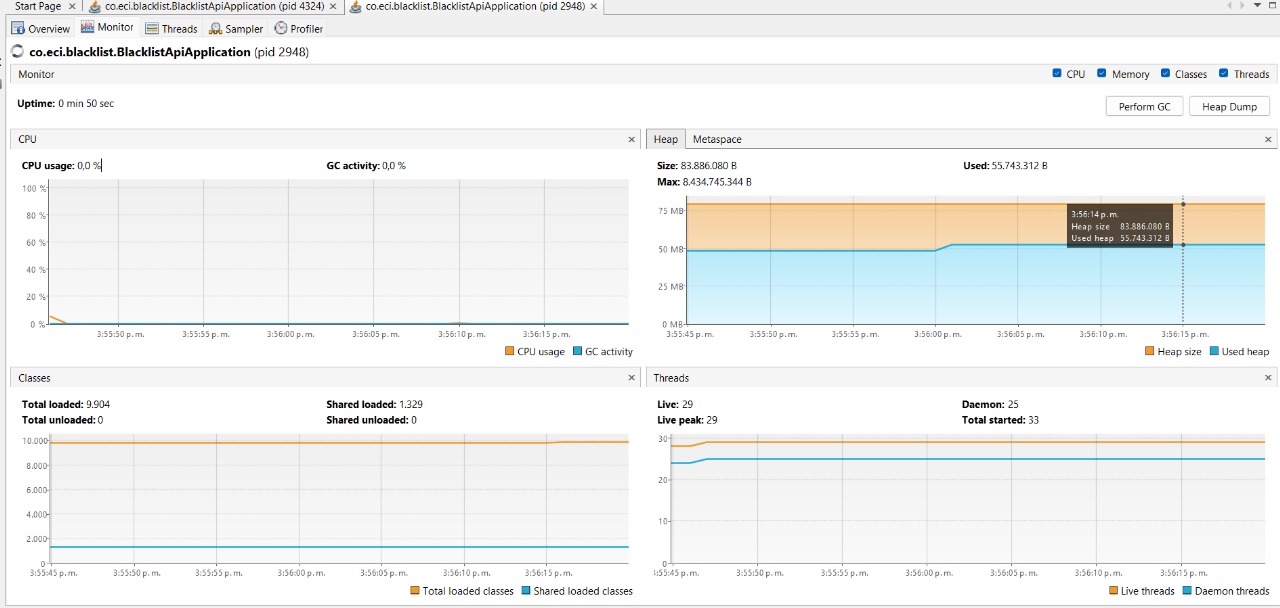 Start Page co.eci.blacklist.BlacklistApiApplication (pid 4324) co.eci.blacklist.BlacklistApiApplication (pid 2948)
Overview Monitor Threads Sampler Profiler
co.eci.blacklist.BlacklistApiApplication (pid 2948)
Monitor CPU Memory Classes Threads
Uptime: 0 min 50 sec
Perform GC Heap Dump
CPU
CPU usage: 0,0 % GC activity: 0,0 %
100 %
80 %
60 %
40 %
20 %
0 %
3:55:50 p. m. 3:55:55 p. m. 3:56:00 p. m. 3:56:05 p. m. 3:56:10 p. m. 3:56:15 p. m.
CPU usage GC activity
Heap Metaspace
Size: 83.886.080 B Used: 55.743.312 B
Max: 8.434.745.344 B
75 MB
50 MB
25 MB
0 MB
3:56:14 p. m.
Heap size 83.886.080 B
Used heap 55.743.312 B
3:55:45 p. m. 3:55:50 p. m. 3:55:55 p. m. 3:56:00 p. m. 3:56:05 p. m. 3:56:10 p. m. 3:56:15 p. m.
Heap size Used heap
Classes
Total loaded: 9.904 Shared loaded: 1.329
Total unloaded: 0 Shared unloaded: 0
10.000
8.000
6.000
4.000
2.000
0
3:55:45 p. m. 3:55:50 p. m. 3:55:55 p. m. 3:56:00 p. m. 3:56:05 p. m. 3:56:10 p. m. 3:56:15 p. m.
Total loaded classes Shared loaded classes
Threads
Live: 29 Daemon: 25
Live peak: 29 Total started: 33
30
20
10
0
:55:45 p. m. 3:55:50 p. m. 3:55:55 p. m. 3:56:00 p. m. 3:56:05 p. m. 3:56:10 p. m. 3:56:15 p. m.
Live threads Daemon threads